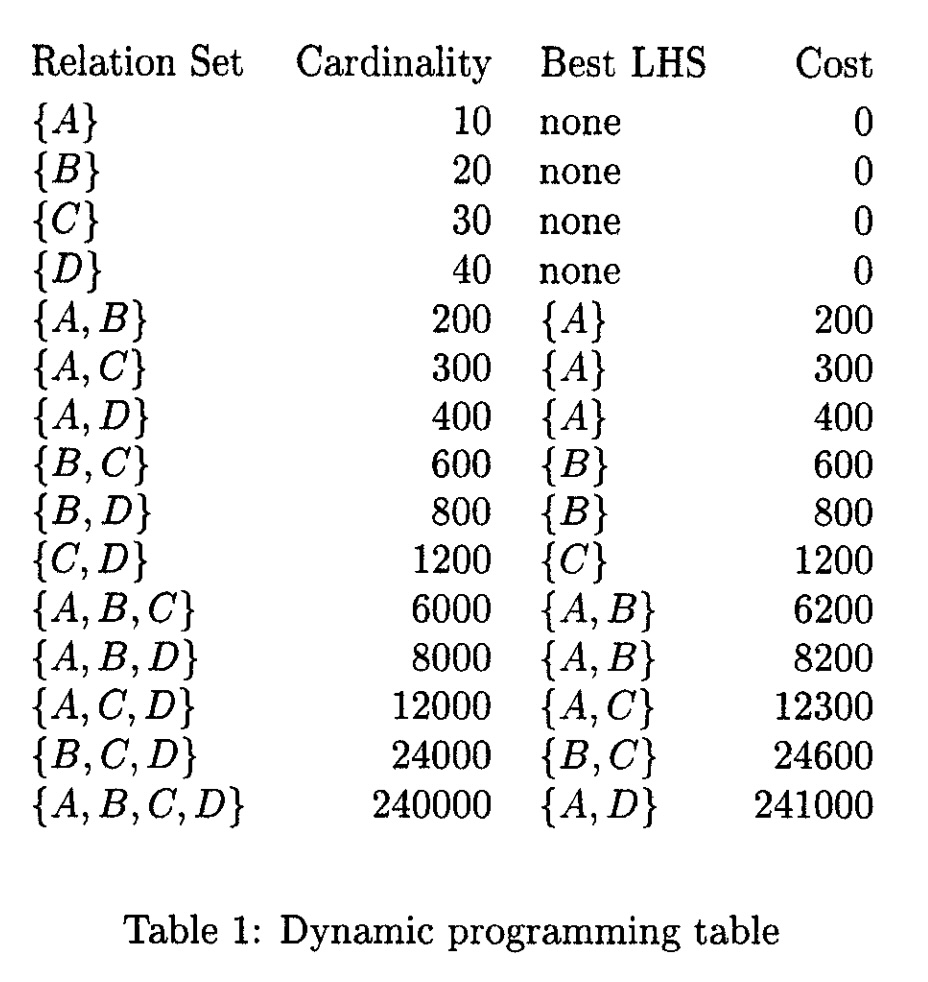 Relation Set Cardinality Best LHS Cost
{A} 10 none 0
{B} 20 none 0
{C} 30 none 0
{D} 40 none 0
{A, B} 200 {A} 200
{A, C} 300 {A} 300
{A, D} 400 {A} 400
{B, C} 600 {B} 600
{B, D} 800 {B} 800
{C, D} 1200 {C} 1200
{A, B, C} 6000 {A, B} 6200
{A, B, D} 8000 {A, B} 8200
{A, C, D} 12000 {A, C} 12300
{B, C, D} 24000 {B, C} 24600
{A, B, C, D} 240000 {A, D} 241000
Table 1: Dynamic programming table